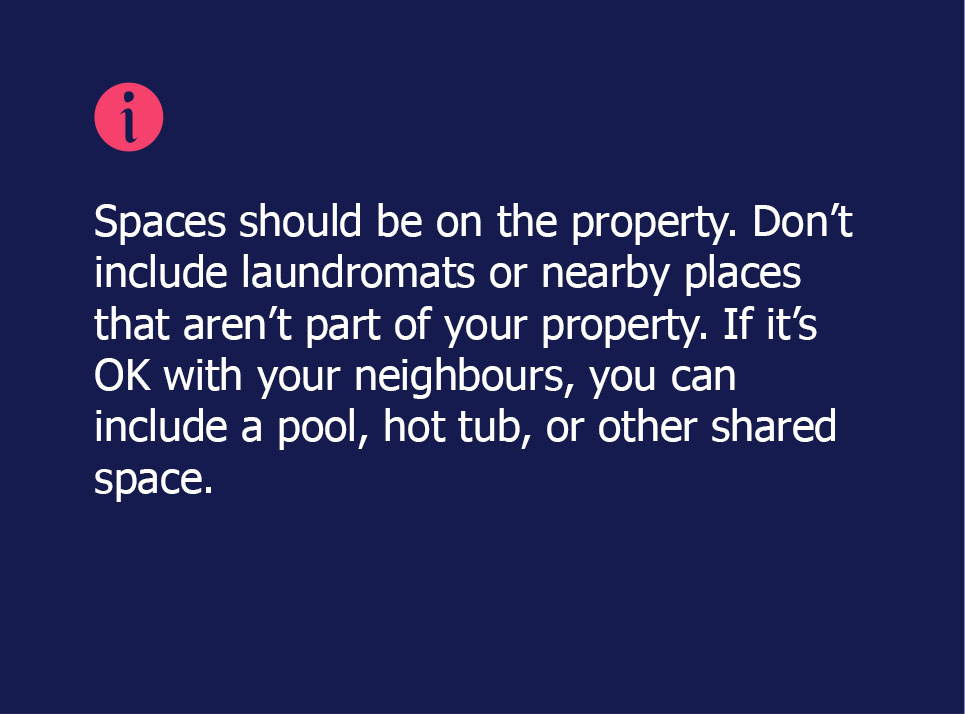 i
Spaces should be on the property. Don’t
include laundromats or nearby places
that aren’t part of your property. If it’s
OK with your neighbours, you can
include a pool, hot tub, or other shared
space.